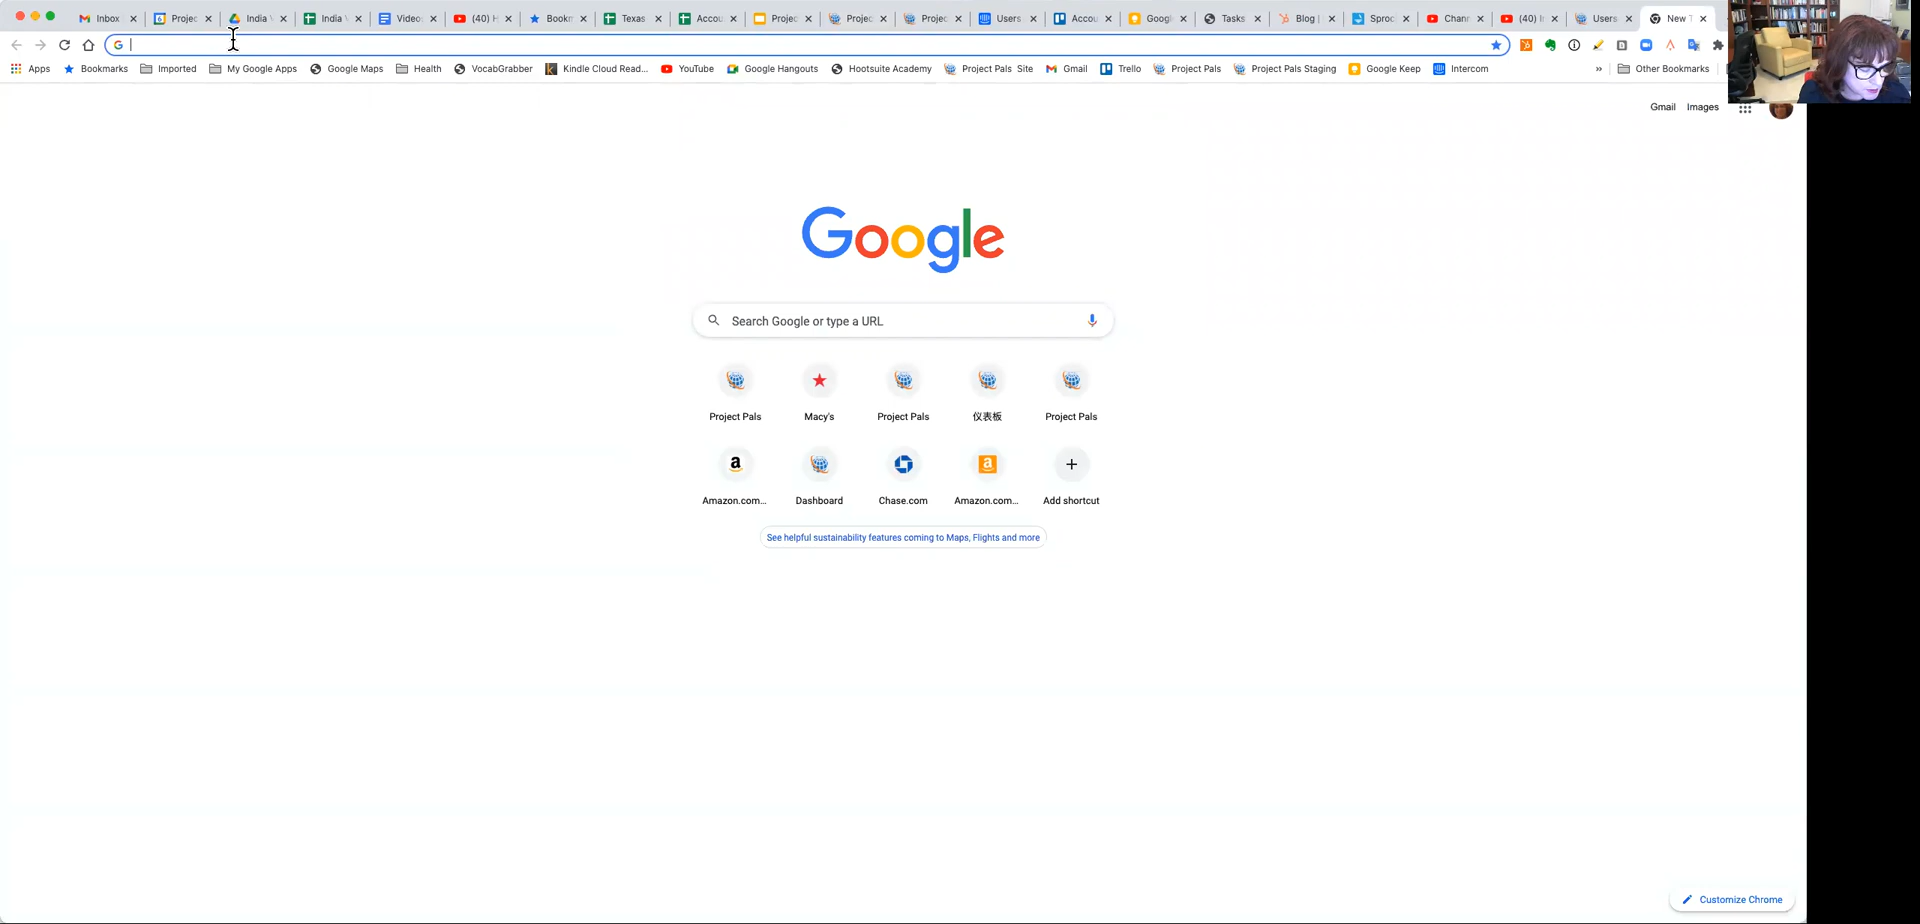 Inbox Projec India V India V Videos (40) H Bookm Texas Accou Projec Projec Projec Users Accou Googl Tasks Blog | Sproc Chann (40) Ir Users New T
Apps Bookmarks Imported My Google Apps Google Maps Health VocabGrabber Kindle Cloud Read... YouTube Google Hangouts Hootsuite Academy Project Pals Site Gmail Trello Project Pals Project Pals Staging Google Keep Intercom » Other Bookmarks
Gmail Images
Google
Search Google or type a URL
Project Pals Macy's Project Pals 仪表板 Project Pals
Amazon.com... Dashboard Chase.com Amazon.com... Add shortcut
See helpful sustainability features coming to Maps, Flights and more
Customize Chrome